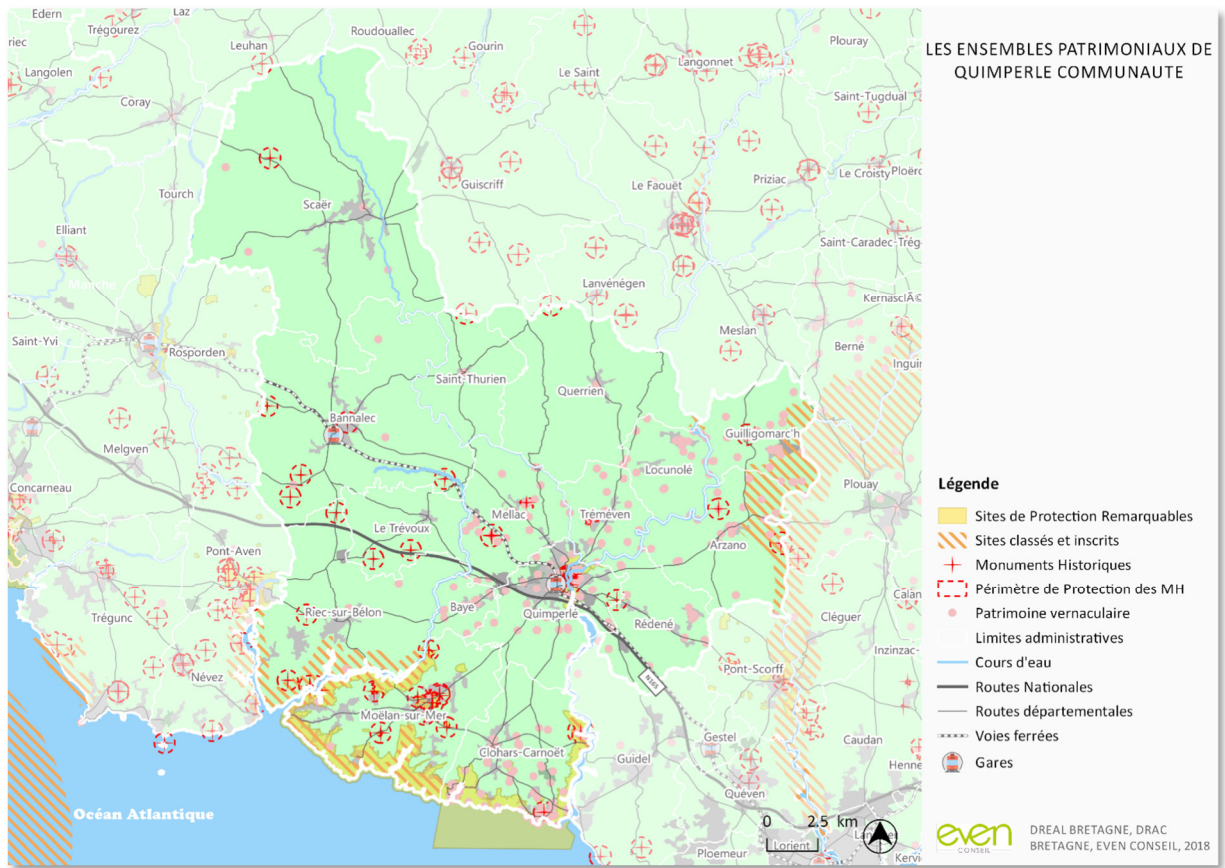 LES ENSEMBLES PATRIMONIAUX DE
QUIMPERLE COMMUNAUTE
Edern
Laz
Trégourez
Roudouallec
Plouray
riec
Leuhan
Gourin
Langonnet
Langolen
Le Saint
Coray
Saint-Tugdual
Tourch
Guiscriff
Le Faouët
Priziac
Le Croisty
Ploërd
Scaër
Elliant
Saint-Caradec-Trég
Manche
Lanvénégen
KernasclÃ©
Saint-Yvi
Rosporden
Meslan
Berné
Inguin
Saint-Thurien
Querrien
Bannalec
Guilligomarc'h
Melgven
Locunolé
Concarneau
Plouay
Mellac
Tréméven
Le Trévoux
Arzano
Pont-Aven
Baye
Quimperlé
Riec-sur-Bélon
Rédené
Trégunc
Cléguer
Inzinzac-
Névez
Pont-Scorff
N165
Moëlan-sur-Mer
Gestel
Caudan
Clohars-Carnoët
Guidel
Henne
Quéven
Océan Atlantique
0 2.5 km
Lorient
Ploemeur
Kervi
Légende
Sites de Protection Remarquables
Sites classés et inscrits
Monuments Historiques
Périmètre de Protection des MH
Patrimoine vernaculaire
Limites administratives
Cours d'eau
Routes Nationales
Routes départementales
Voies ferrées
Gares
even
CONSEIL
DREAL BRETAGNE, DRAC
BRETAGNE, EVEN CONSEIL, 2018